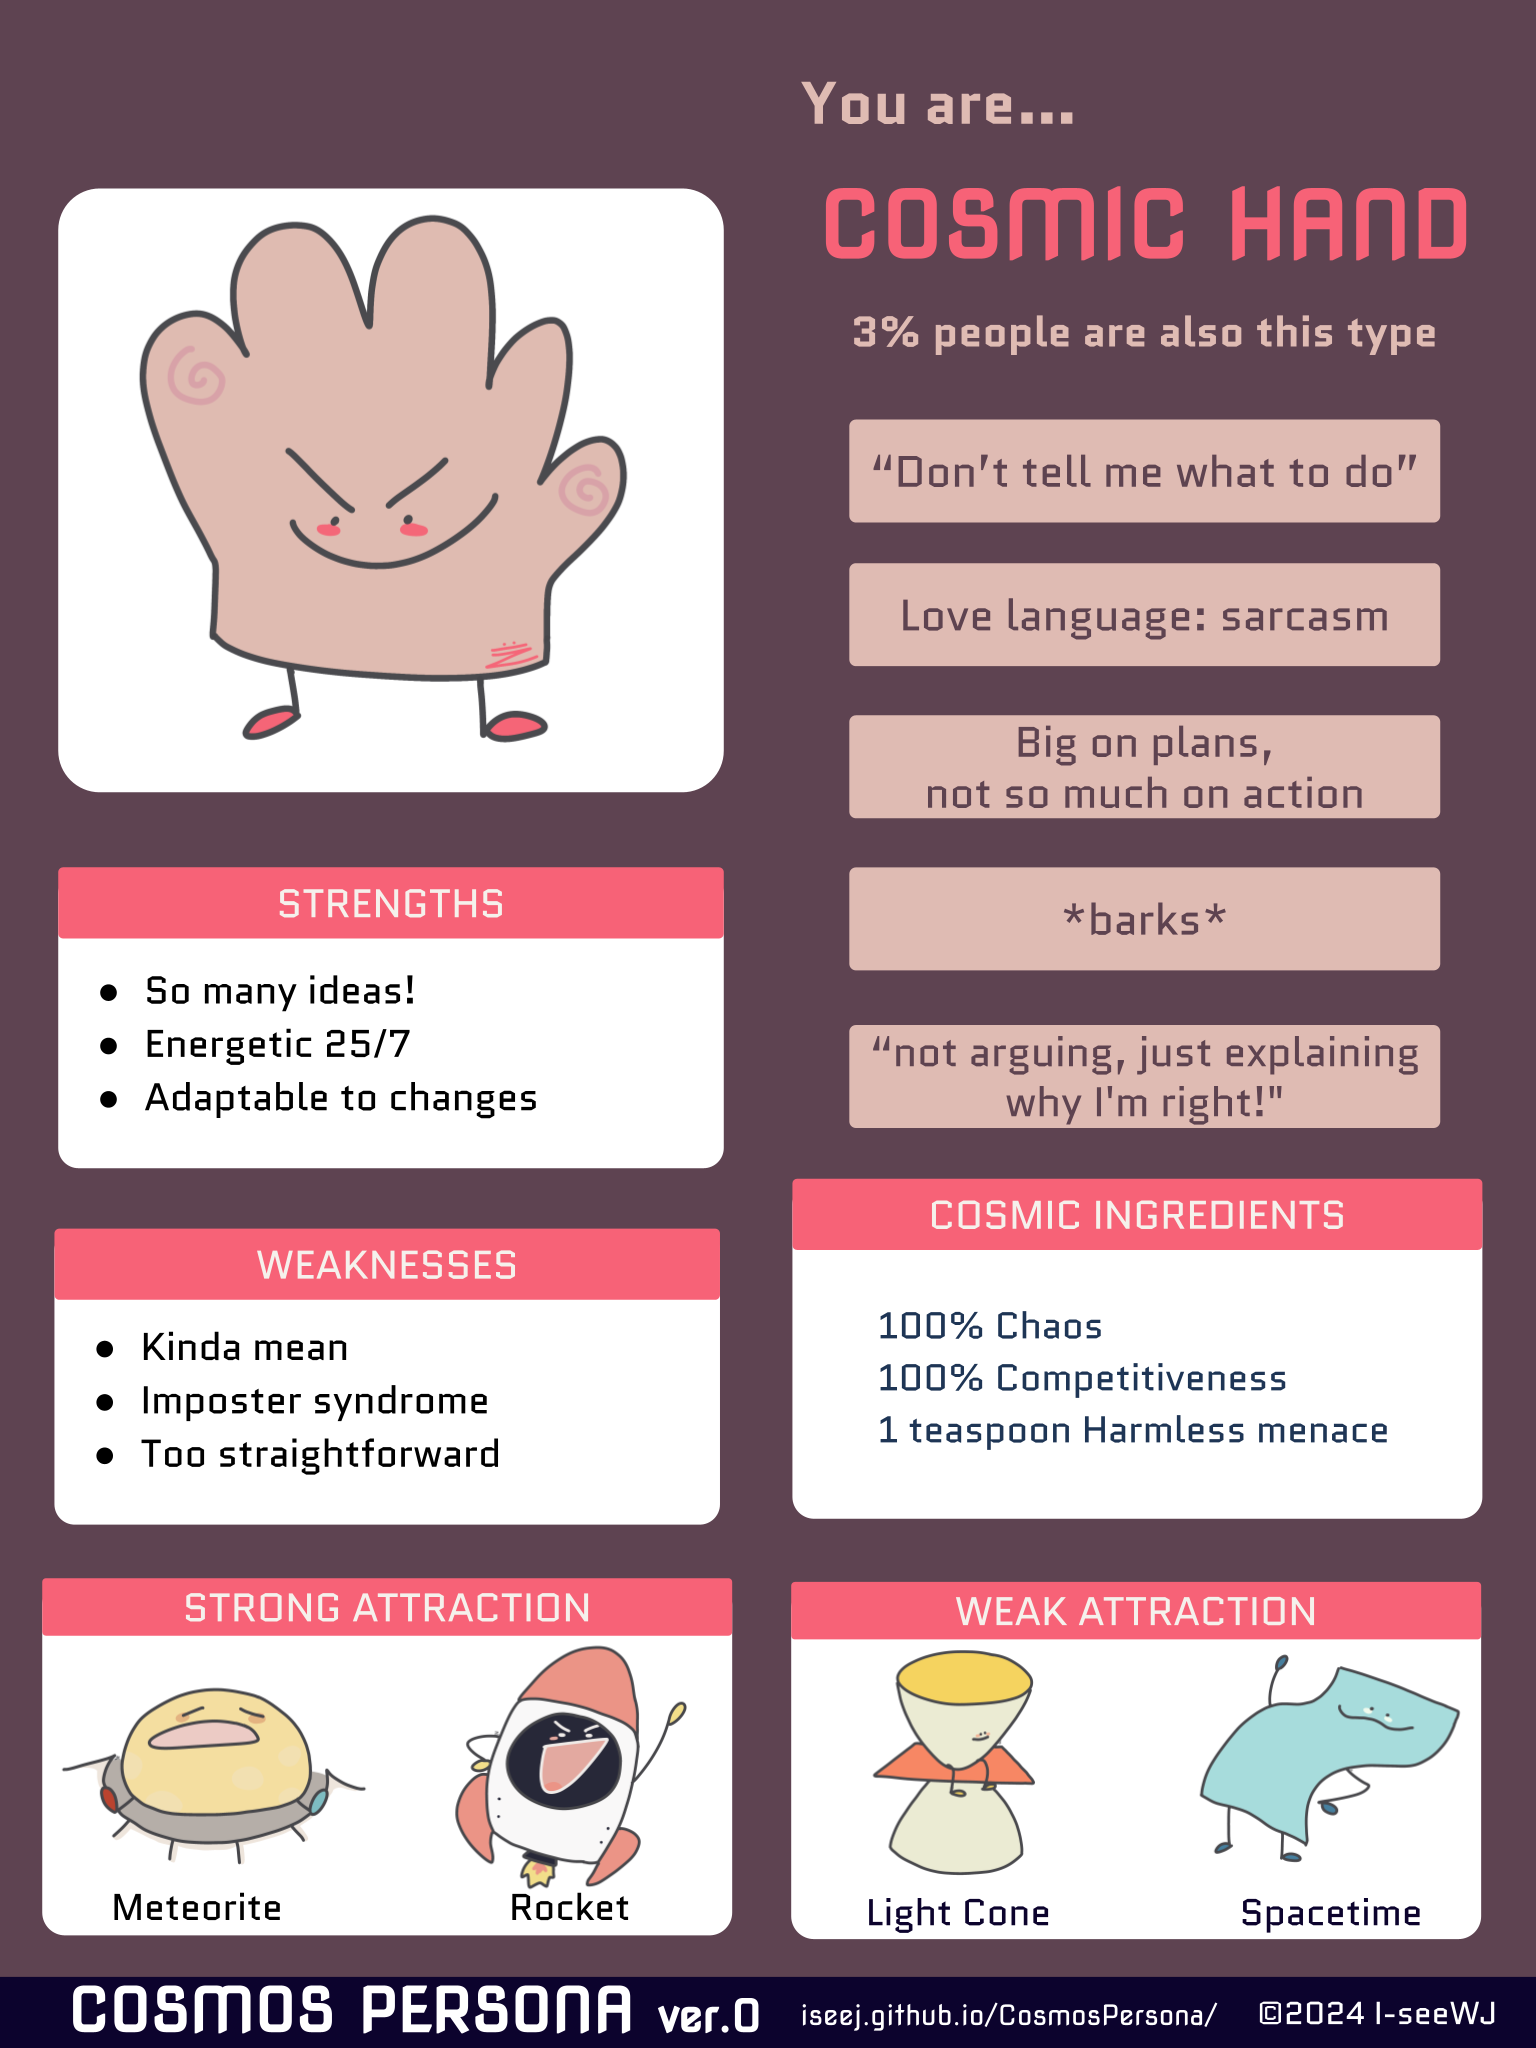 You are...
COSMIC HAND
3% people are also this type
“Don’t tell me what to do”
Love language: sarcasm
Big on plans,
not so much on action
*barks*
“not arguing, just explaining
why I'm right!"
STRENGTHS
● So many ideas!
● Energetic 25/7
● Adaptable to changes
WEAKNESSES
● Kinda mean
● Imposter syndrome
● Too straightforward
COSMIC INGREDIENTS
100% Chaos
100% Competitiveness
1 teaspoon Harmless menace
STRONG ATTRACTION
Meteorite
Rocket
WEAK ATTRACTION
Light Cone
Spacetime
COSMOS PERSONA ver.0
iseej.github.io/CosmosPersona/
©2024 I-seeWJ